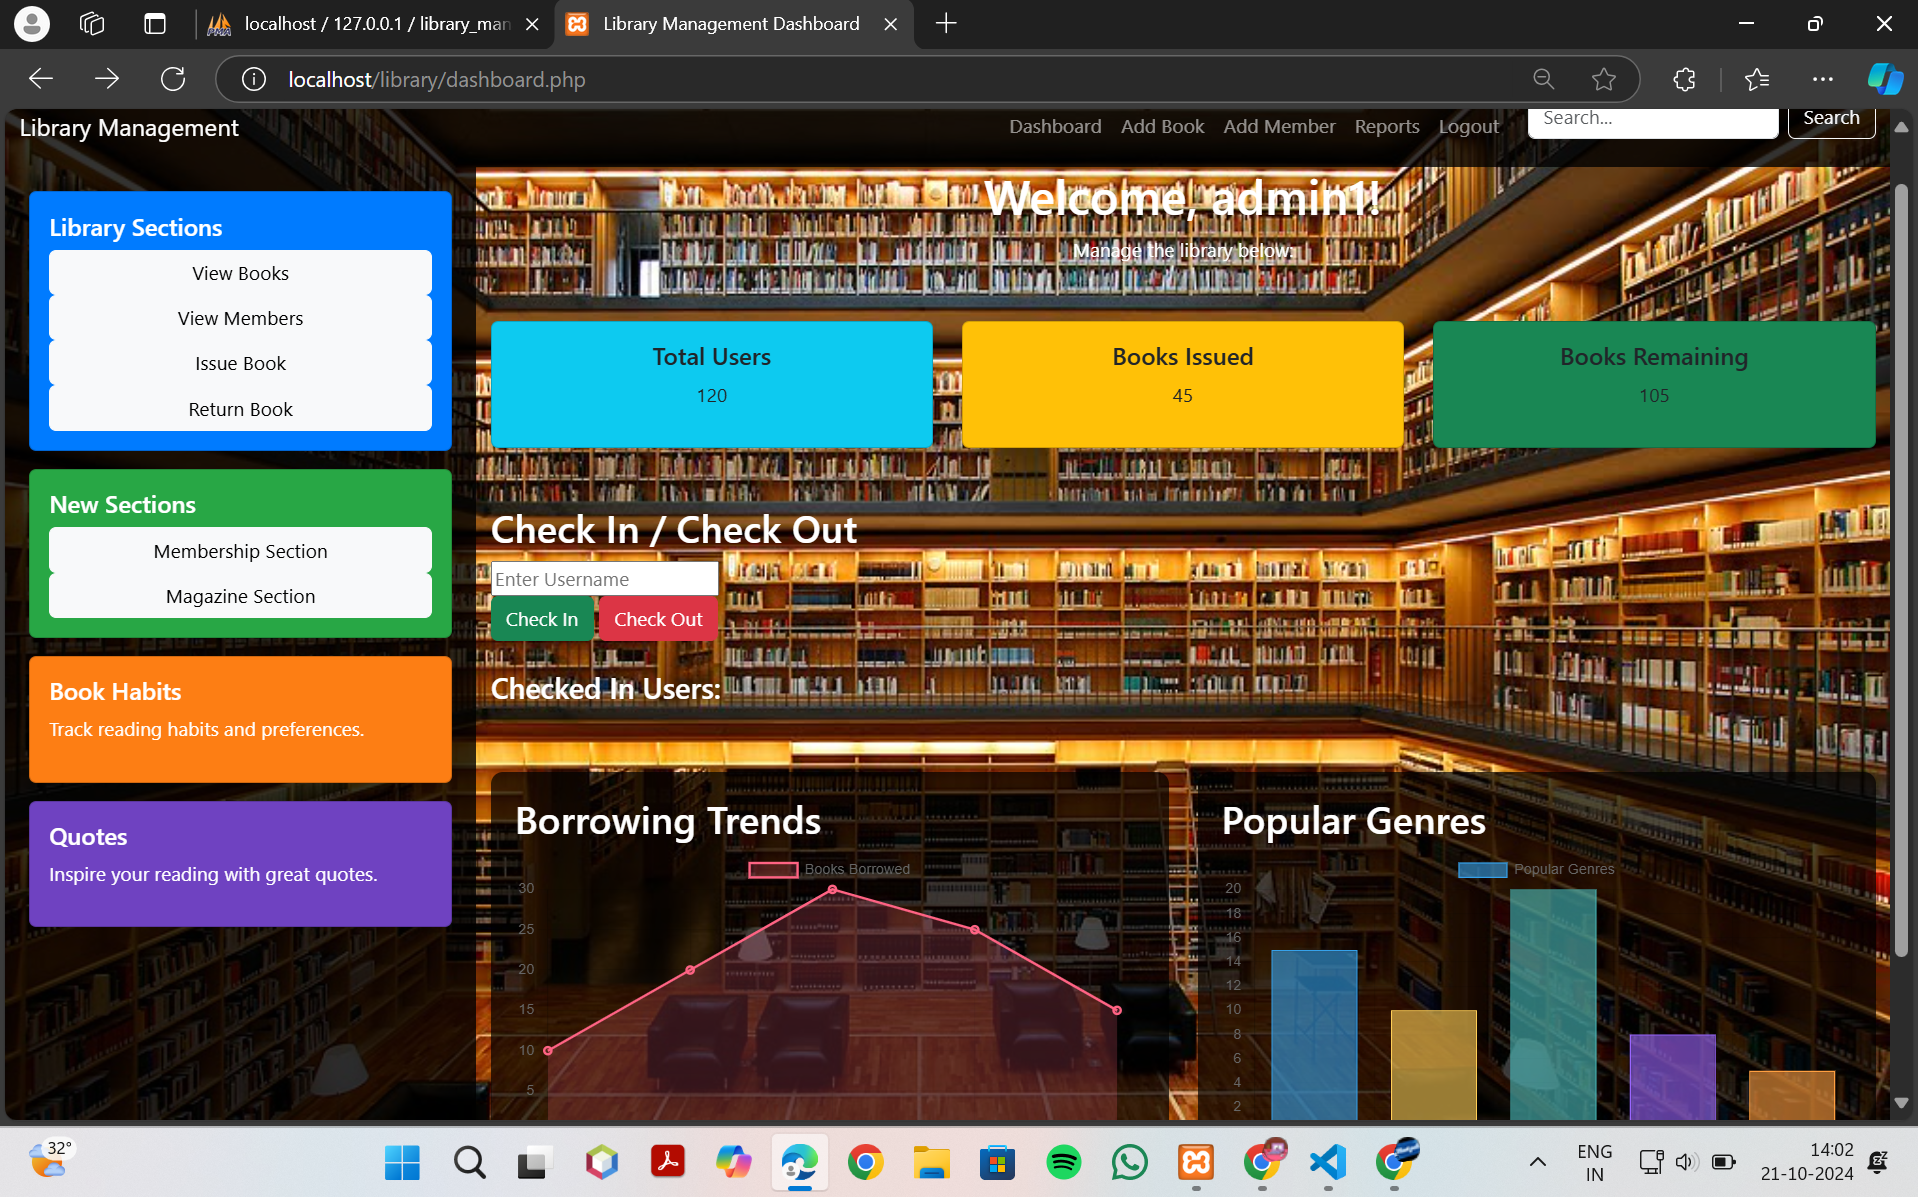 localhost / 127.0.0.1 / library_man
Library Management Dashboard
localhost/library/dashboard.php
Library Management
Dashboard Add Book Add Member Reports Logout Search... Search
Library Sections
View Books
View Members
Issue Book
Return Book
New Sections
Membership Section
Magazine Section
Book Habits
Track reading habits and preferences.
Quotes
Inspire your reading with great quotes.
Welcome, admin1!
Manage the library below.
Total Users
120
Books Issued
45
Books Remaining
105
Check In / Check Out
Enter Username
Check In Check Out
Checked In Users:
Borrowing Trends
Books Borrowed
30
25
20
15
10
5
Popular Genres
Popular Genres
20
18
16
14
12
10
8
6
4
2
32°
ENG
IN
14:02
21-10-2024